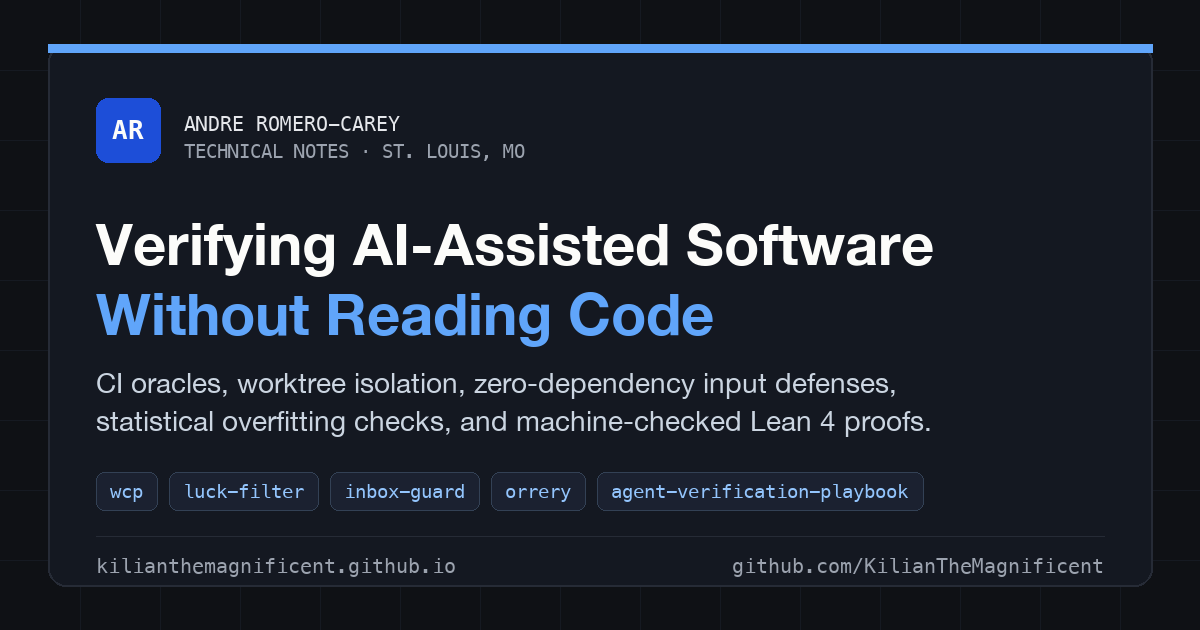 AR
ANDRE ROMERO-CAREY
TECHNICAL NOTES · ST. LOUIS, MO
Verifying AI-Assisted Software
Without Reading Code
CI oracles, worktree isolation, zero-dependency input defenses,
statistical overfitting checks, and machine-checked Lean 4 proofs.
wcp luck-filter inbox-guard orrery agent-verification-playbook
kilianthemagnificent.github.io github.com/KilianTheMagnificent